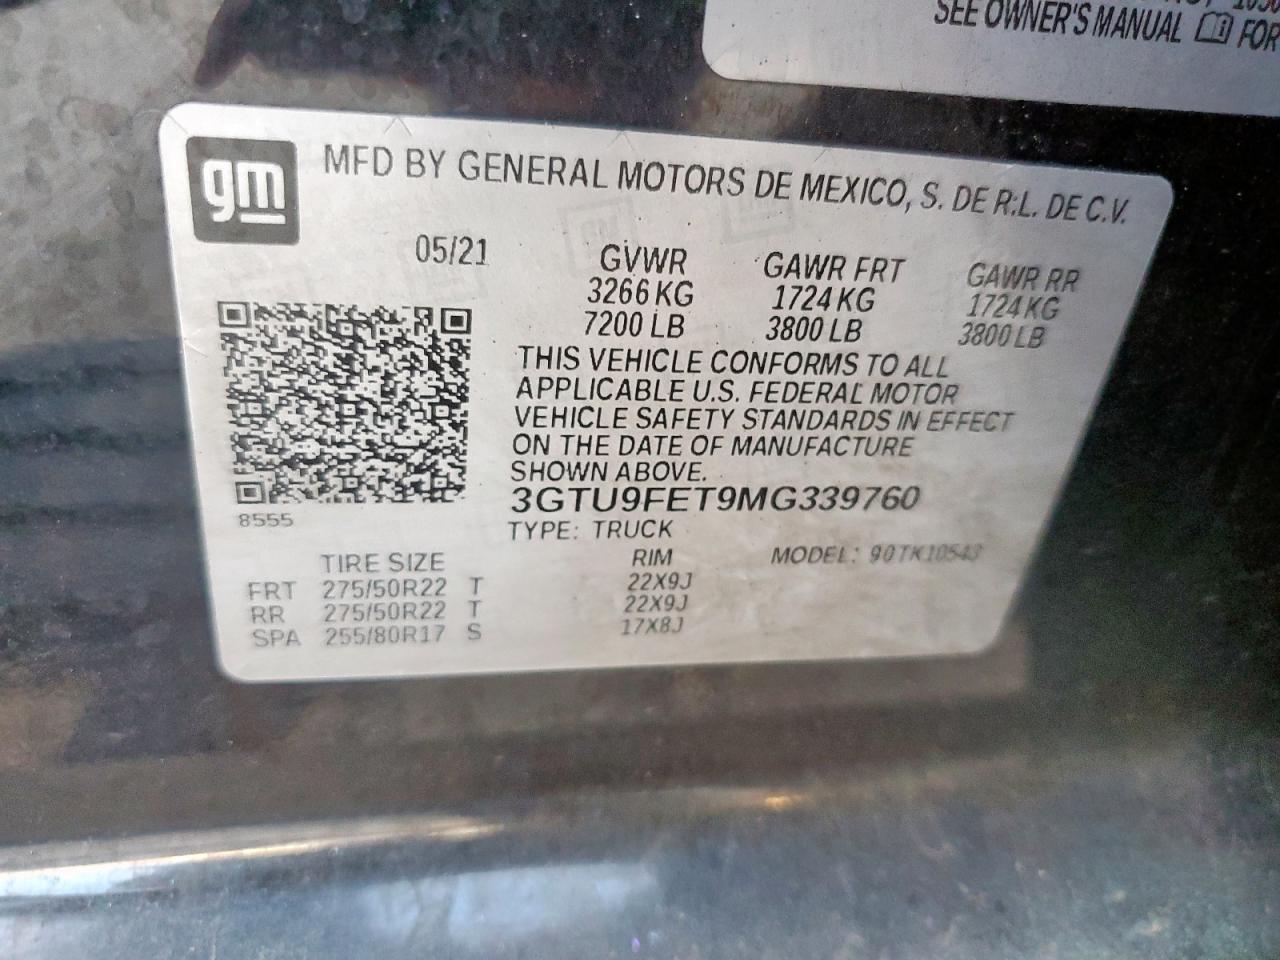 SEE OWNER'S MANUAL FOR
gm
MFD BY GENERAL MOTORS DE MEXICO, S. DE R.L. DE C.V.
05/21 GVWR GAWR FRT GAWR RR
3266 KG 1724 KG 1724 KG
7200 LB 3800 LB 3800 LB
THIS VEHICLE CONFORMS TO ALL
APPLICABLE U.S. FEDERAL MOTOR
VEHICLE SAFETY STANDARDS IN EFFECT
ON THE DATE OF MANUFACTURE
SHOWN ABOVE.
3GTU9FET9MG339760
8555
TYPE: TRUCK
TIRE SIZE RIM MODEL: 90TK10543
FRT 275/50R22 T 22X9J
RR 275/50R22 T 22X9J
SPA 255/80R17 S 17X8J